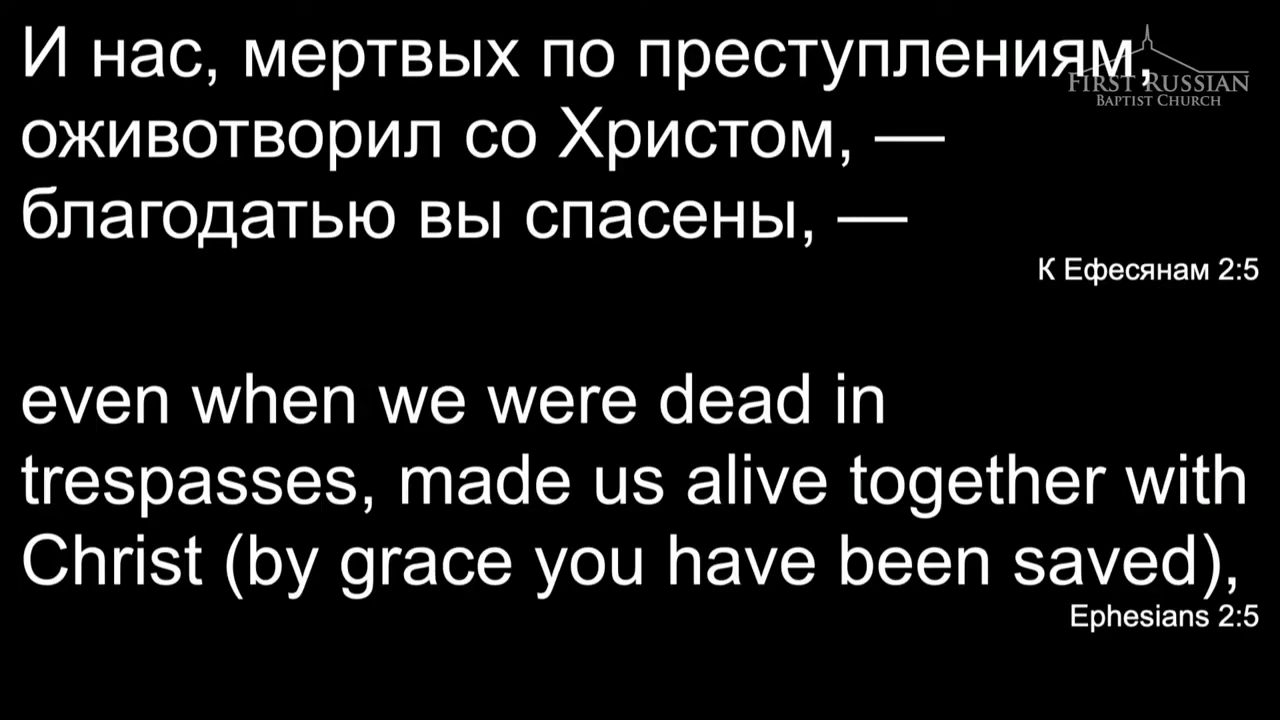 И нас, мертвых по преступлениям,
FIRST RUSSIAN
BAPTIST CHURCH
оживотворил со Христом, —
благодатью вы спасены, —
К Ефесянам 2:5
even when we were dead in
trespasses, made us alive together with
Christ (by grace you have been saved),
Ephesians 2:5